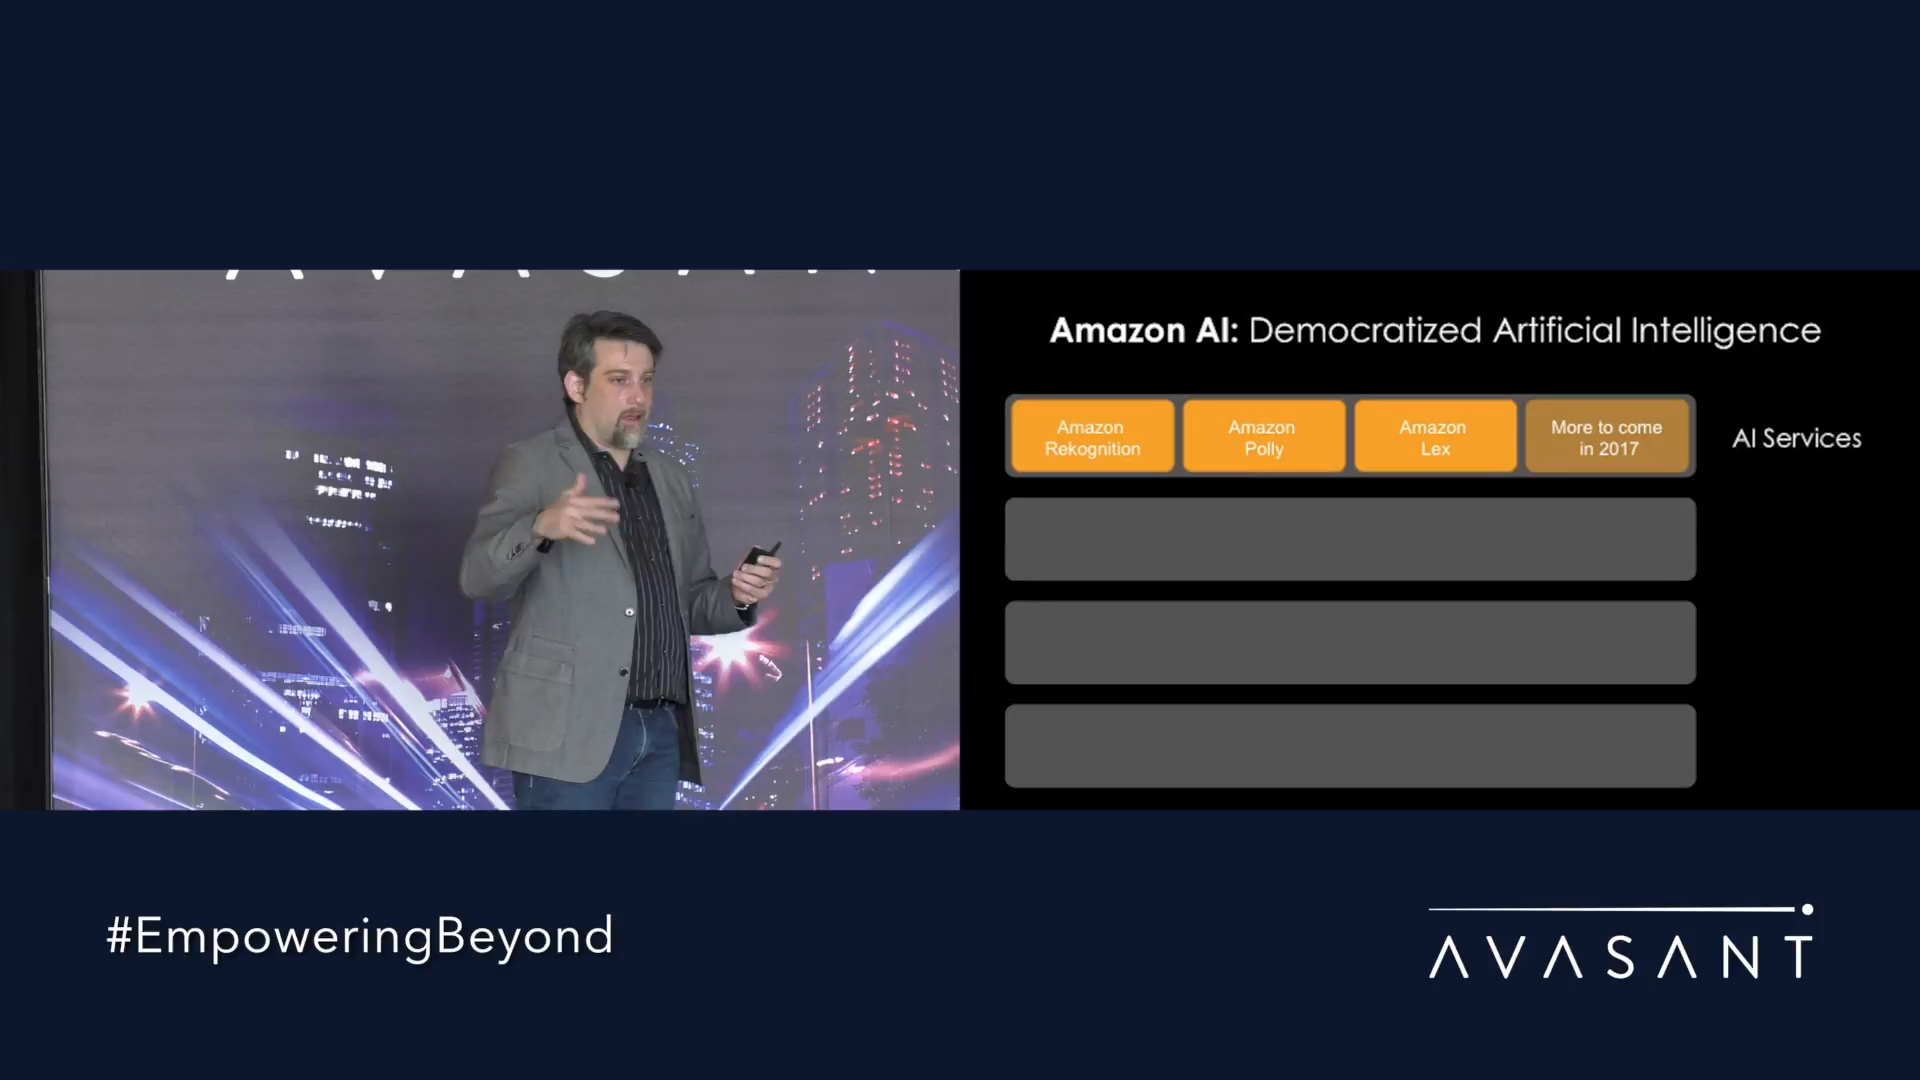 Amazon AI: Democratized Artificial Intelligence
Amazon
Rekognition
Amazon
Polly
Amazon
Lex
More to come
in 2017
AI Services
#EmpoweringBeyond
AVASANT